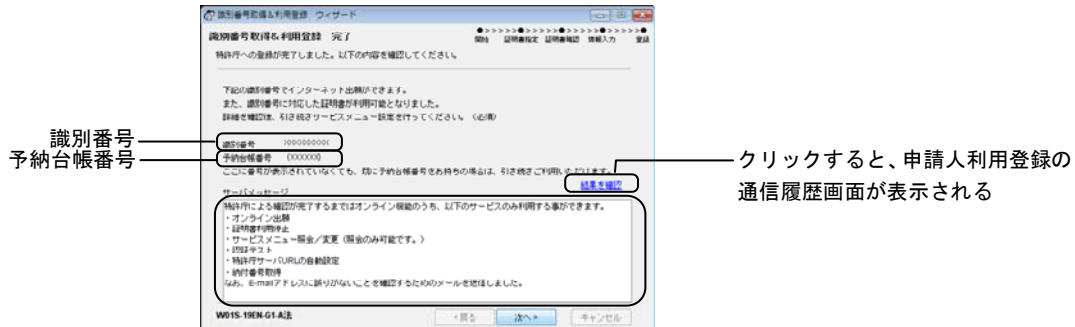 識別番号取得&利用登録 ウィザード
識別番号取得&利用登録 完了
●>>>>>●>>>>>●>>>>>●>>>>>●
開始 証明書指定 証明書確認 情報入力 登録
特許庁への登録が完了しました。以下の内容を確認してください。
下記の識別番号でインターネット出願ができます。
また、識別番号に対応した証明書が利用可能となりました。
詳細を確認後、引き続きサービスメニュー設定を行ってください。(必須)
識別番号
識別番号
予納台帳番号
予納台帳番号
クリックすると、申請人利用登録の
通信履歴画面が表示される
ここに番号が表示されていなくても、既に予納台帳番号をお持ちの場合は、引き続きご利用いただけます。
結果を確認
サーバメッセージ
特許庁による確認が完了するまではオンライン機能のうち、以下のサービスのみ利用する事ができます。
・オンライン出願
・証明書利用停止
・サービスメニュー照会/変更(照会のみ可能です。)
・認証テスト
・特許庁サーバURLの自動設定
・納付番号取得
なお、E-mailアドレスに誤りがないことを確認するためのメールを送信しました。
W01S-19EN-G1-A法
<戻る 次へ> キャンセル